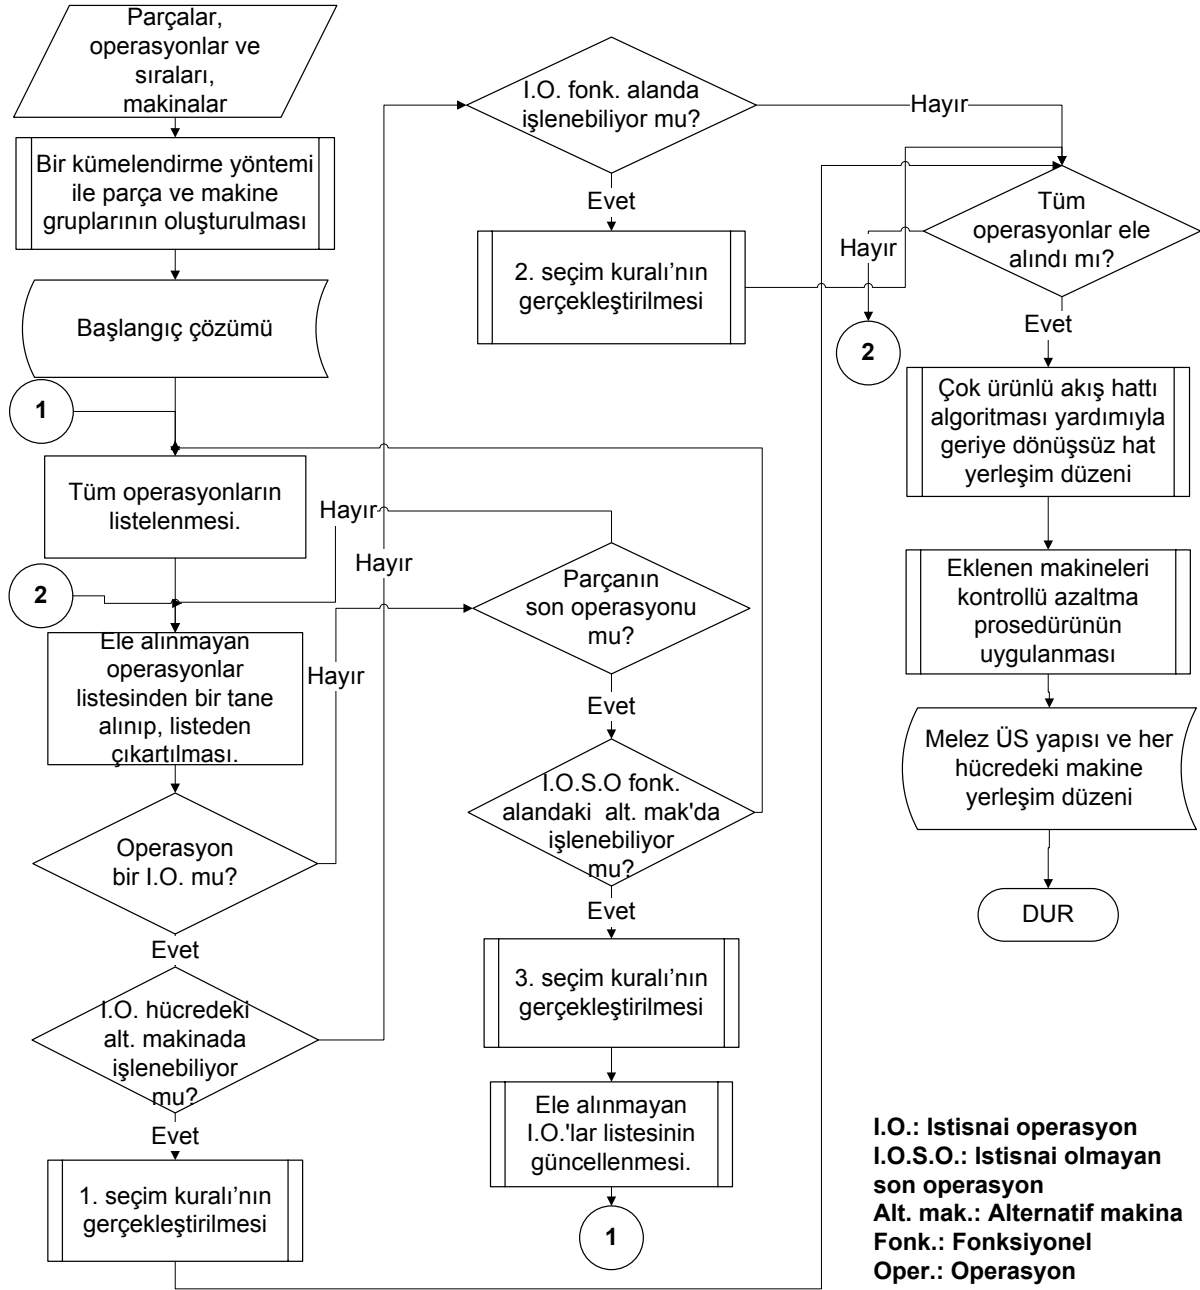 Parçalar,
operasyonlar ve
sıraları,
makinalar
Bir kümelendirme yöntemi
ile parça ve makine
gruplarının oluşturulması
Başlangıç çözümü
1
Tüm operasyonların
listelenmesi.
2
Ele alınmayan
operasyonlar
listesinden bir tane
alınıp, listeden
çıkartılması.
Operasyon
bir I.O. mu?
Evet
I.O. hücredeki
alt. makinada
işlenebiliyor
mu?
Evet
1. seçim kuralı’nın
gerçekleştirilmesi
Hayır
Hayır
Hayır
I.O. fonk. alanda
işlenebiliyor mu?
Hayır
Evet
2. seçim kuralı’nın
gerçekleştirilmesi
Parçanın
son operasyonu
mu?
Evet
I.O.S.O fonk.
alandaki alt. mak'da
işlenebiliyor
mu?
Evet
3. seçim kuralı’nın
gerçekleştirilmesi
Ele alınmayan
I.O.'lar listesinin
güncellenmesi.
1
Tüm
operasyonlar ele
alındı mı?
Hayır
2
Evet
Çok ürünlü akış hattı
algoritması yardımıyla
geriye dönüşsüz hat
yerleşim düzeni
Eklenen makineleri
kontrollü azaltma
prosedürünün
uygulanması
Melez ÜS yapısı ve her
hücredeki makine
yerleşim düzeni
DUR
I.O.: Istisnai operasyon
I.O.S.O.: Istisnai olmayan
son operasyon
Alt. mak.: Alternatif makina
Fonk.: Fonksiyonel
Oper.: Operasyon